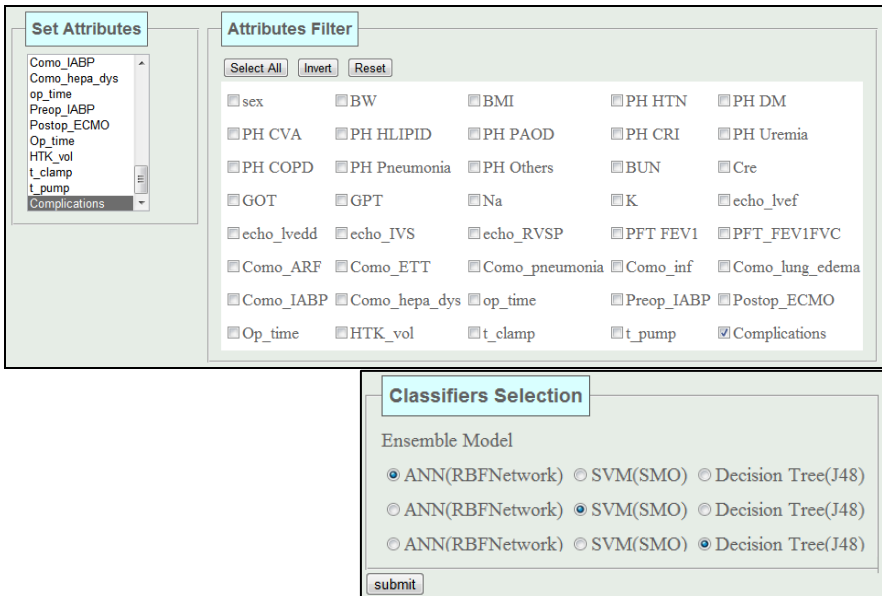 Set Attributes
Como_IABP
Como_hepa_dys
op_time
Preop_IABP
Postop_ECMO
Op_time
HTK_vol
t_clamp
t_pump
Complications
Attributes Filter
Select All Invert Reset
sex BW BMI PH HTN PH DM
PH CVA PH HLIPID PH PAOD PH CRI PH Uremia
PH COPD PH Pneumonia PH Others BUN Cre
GOT GPT Na K echo_lvef
echo_lvedd echo_IVS echo_RVSP PFT FEV1 PFT_FEV1FVC
Como_ARF Como_ETT Como_pneumonia Como_inf Como_lung_edema
Como_IABP Como_hepa_dys op_time Preop_IABP Postop_ECMO
Op_time HTK_vol t_clamp t_pump Complications
Classifiers Selection
Ensemble Model
ANN(RBFNetwork) SVM(SMO) Decision Tree(J48)
ANN(RBFNetwork) SVM(SMO) Decision Tree(J48)
ANN(RBFNetwork) SVM(SMO) Decision Tree(J48)
submit